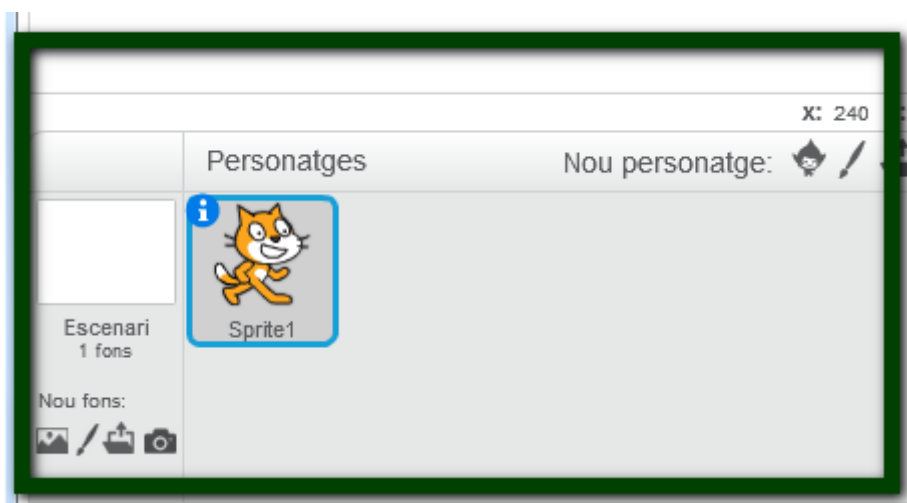 X: 240
Personatges
Nou personatge:
Sprite1
Escenari
1 fons
Nou fons: